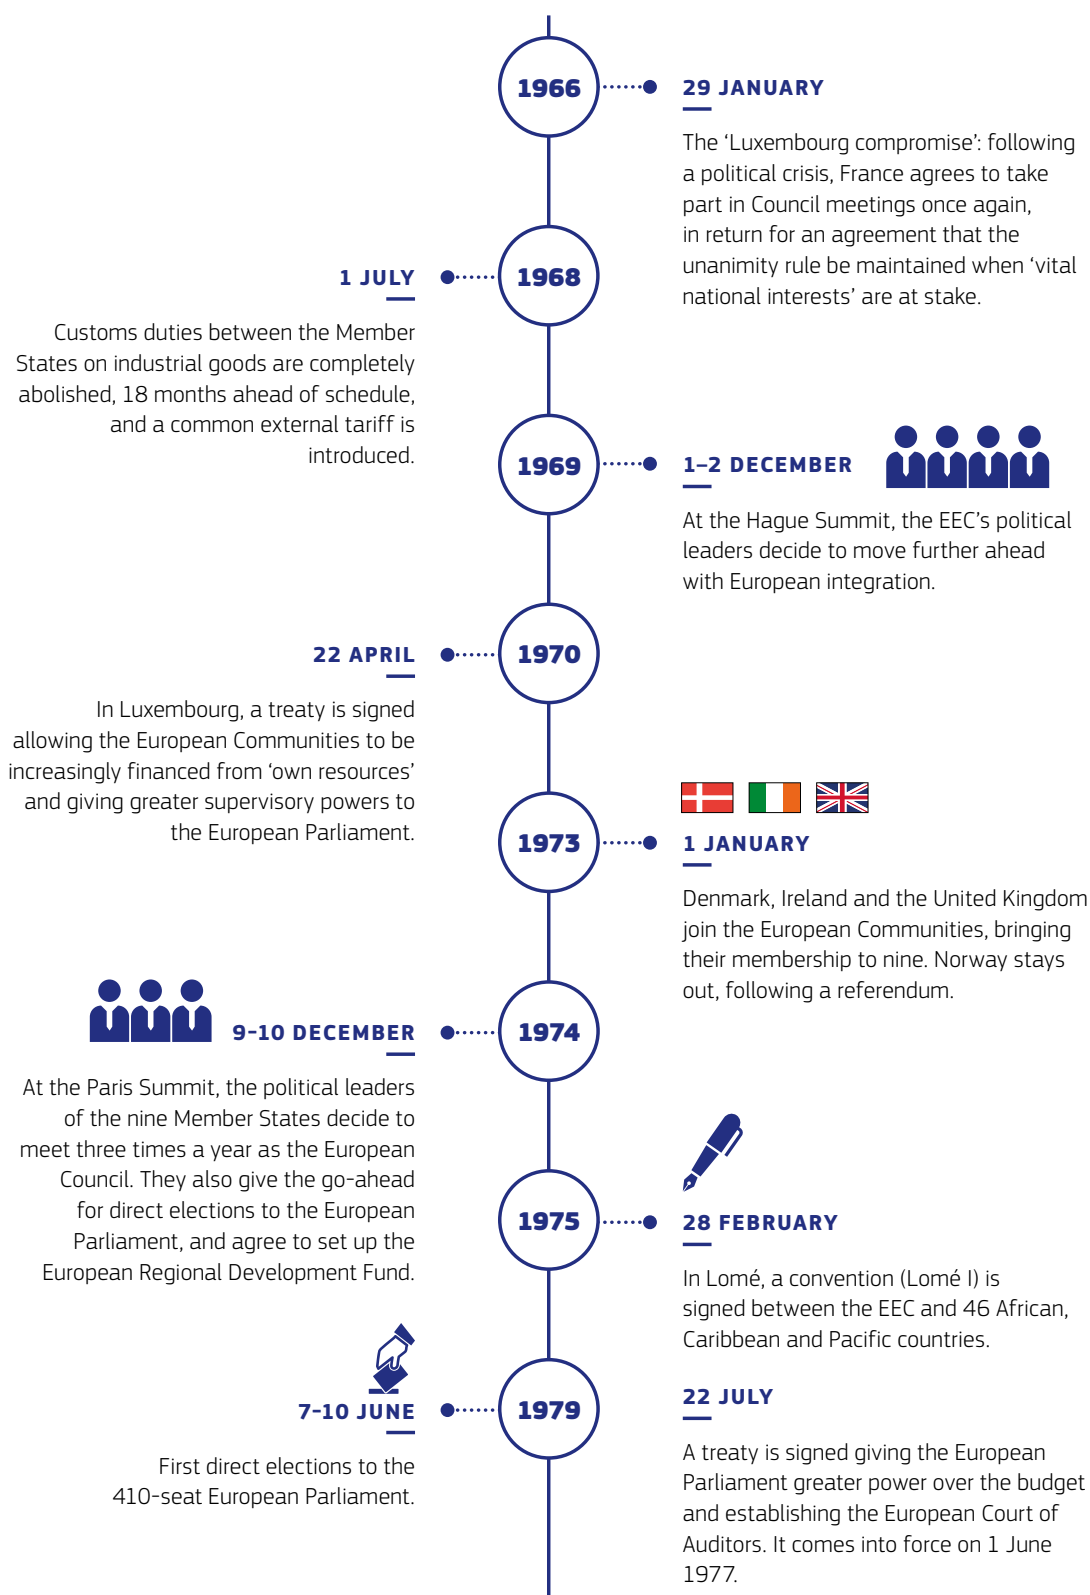 1966
29 JANUARY
The ‘Luxembourg compromise’: following
a political crisis, France agrees to take
part in Council meetings once again,
in return for an agreement that the
unanimity rule be maintained when ‘vital
national interests’ are at stake.
1968
1 JULY
Customs duties between the Member
States on industrial goods are completely
abolished, 18 months ahead of schedule,
and a common external tariff is
introduced.
1969
1–2 DECEMBER
At the Hague Summit, the EEC’s political
leaders decide to move further ahead
with European integration.
1970
22 APRIL
In Luxembourg, a treaty is signed
allowing the European Communities to be
increasingly financed from ‘own resources’
and giving greater supervisory powers to
the European Parliament.
1973
1 JANUARY
Denmark, Ireland and the United Kingdom
join the European Communities, bringing
their membership to nine. Norway stays
out, following a referendum.
1974
9-10 DECEMBER
At the Paris Summit, the political leaders
of the nine Member States decide to
meet three times a year as the European
Council. They also give the go-ahead
for direct elections to the European
Parliament, and agree to set up the
European Regional Development Fund.
1975
28 FEBRUARY
In Lomé, a convention (Lomé I) is
signed between the EEC and 46 African,
Caribbean and Pacific countries.
22 JULY
A treaty is signed giving the European
Parliament greater power over the budget
and establishing the European Court of
Auditors. It comes into force on 1 June
1977.
1979
7-10 JUNE
First direct elections to the
410-seat European Parliament.